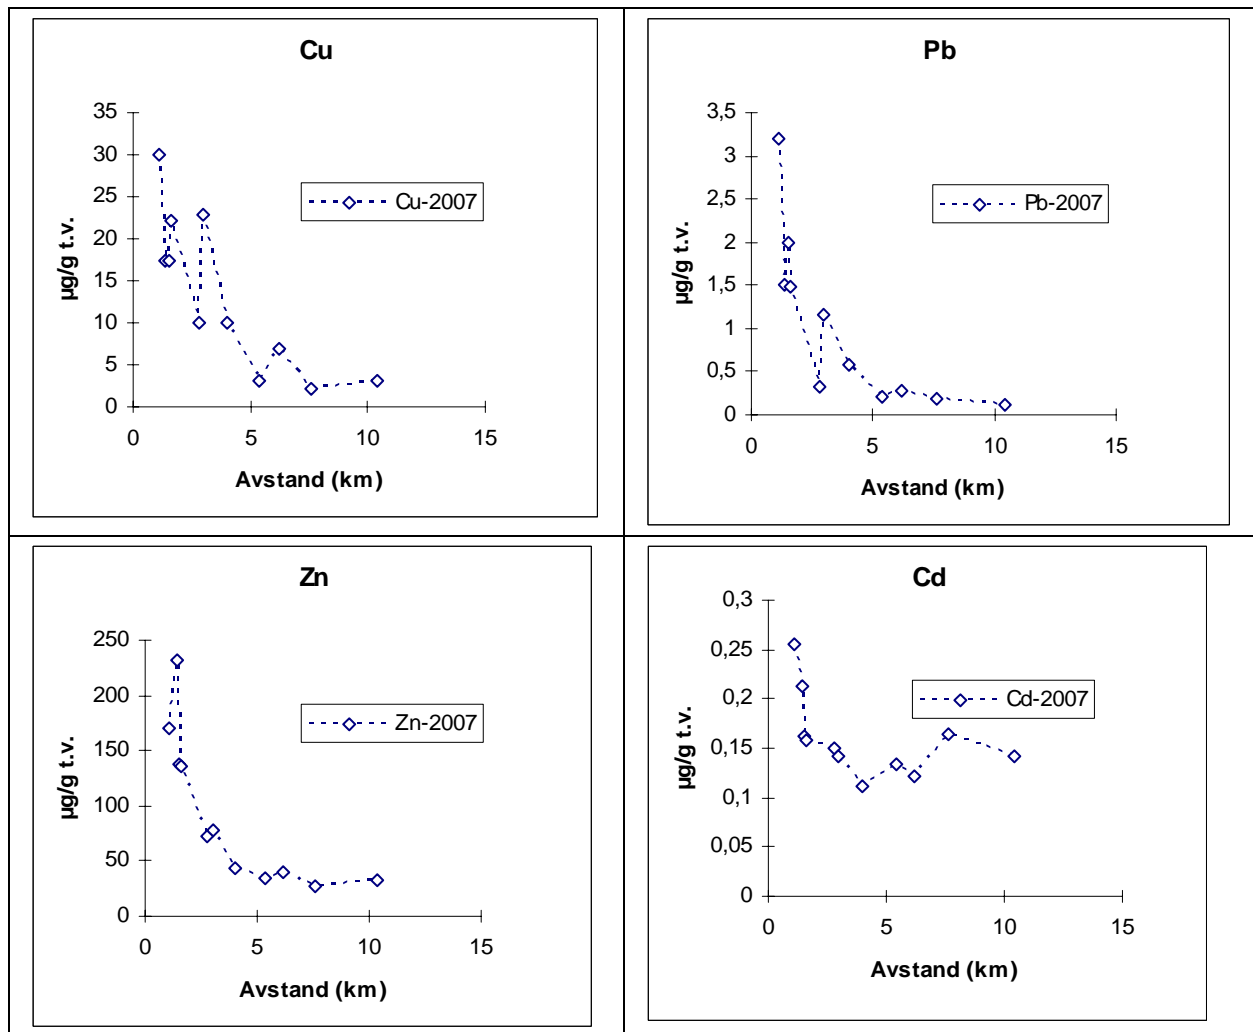 Cu
35
30
25
20
15
10
5
0
µg/g t.v.
Cu-2007
0 5 10 15
Avstand (km)
Pb
3,5
3
2,5
2
1,5
1
0,5
0
µg/g t.v.
Pb-2007
0 5 10 15
Avstand (km)
Zn
250
200
150
100
50
0
µg/g t.v.
Zn-2007
0 5 10 15
Avstand (km)
Cd
0,3
0,25
0,2
0,15
0,1
0,05
0
µg/g t.v.
Cd-2007
0 5 10 15
Avstand (km)